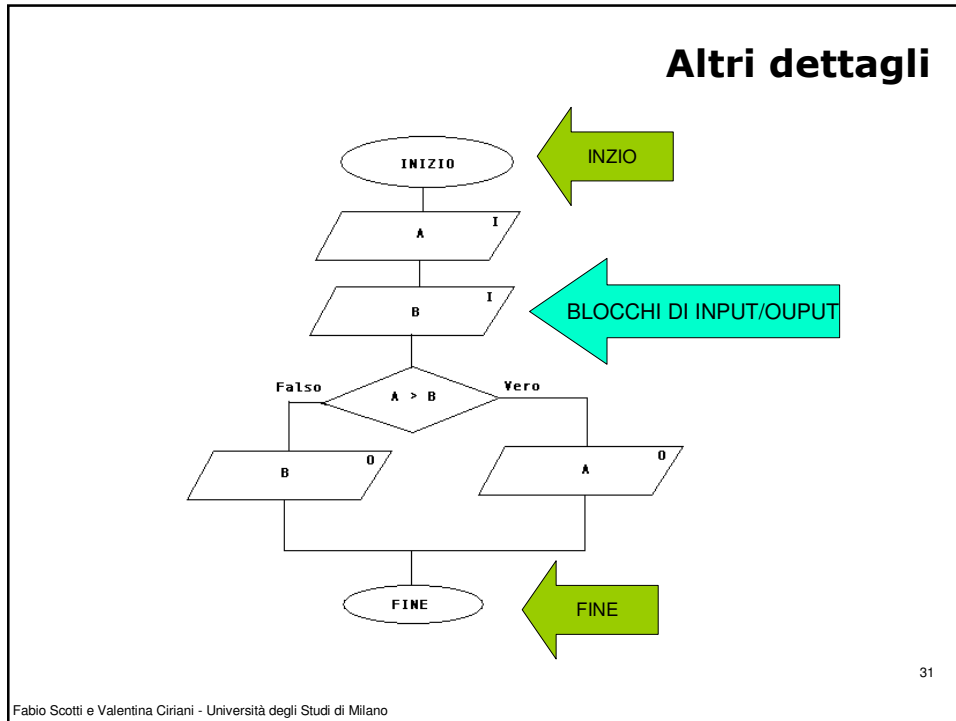 Altri dettagli
INIZIO
INZIO
I
A
I
B
BLOCCHI DI INPUT/OUPUT
Falso
Vero
A > B
O
B
O
A
FINE
FINE
31
Fabio Scotti e Valentina Ciriani - Università degli Studi di Milano